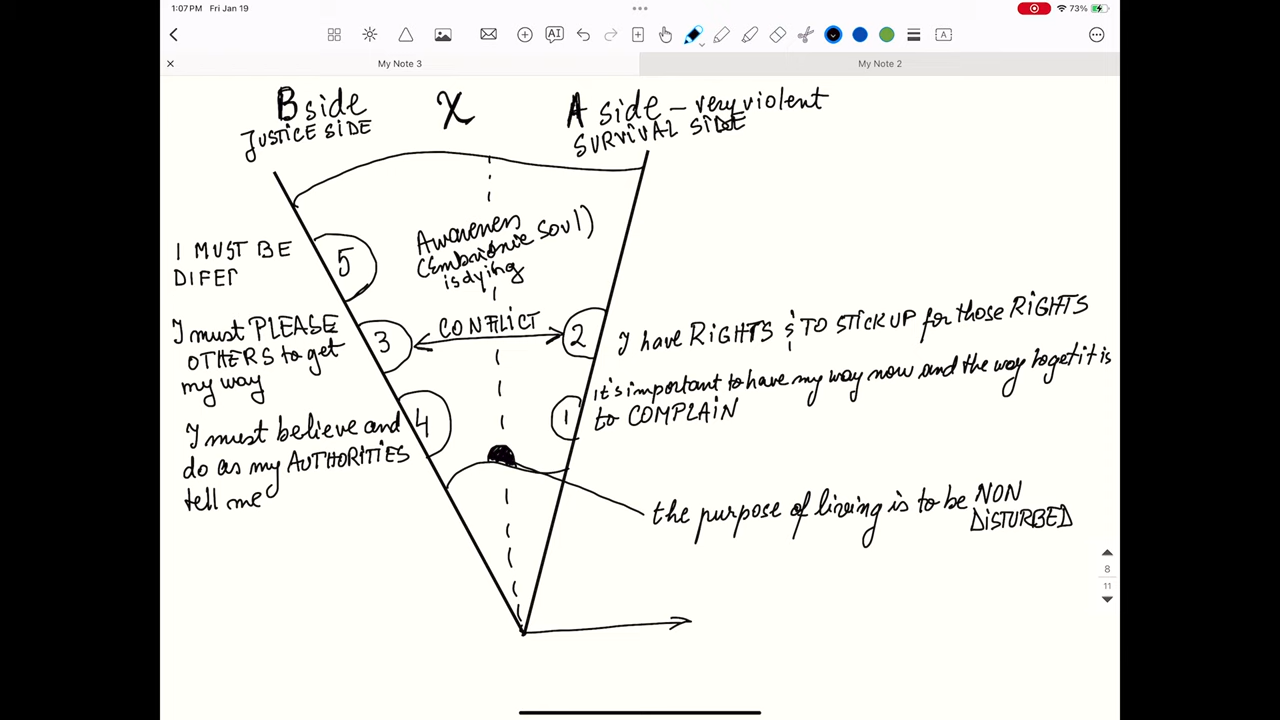 1:07PM Fri Jan 19
73%
AI
A
My Note 3
My Note 2
B side
JUSTICE SIDE
X
A side – very violent
SURVIVAL SIDE
Awareness
(Embrionic soul)
is dying
I MUST BE
DIFER
5
I must PLEASE
OTHERS to get
my way
3
CONFLICT
2
I have RIGHTS & TO STICK UP for those RIGHTS
it's important to have my way now and the way to get it is
to COMPLAIN
1
I must believe and
do as my AUTHORITIES
tell me
4
the purpose of living is to be NON
DISTURBED
8
11